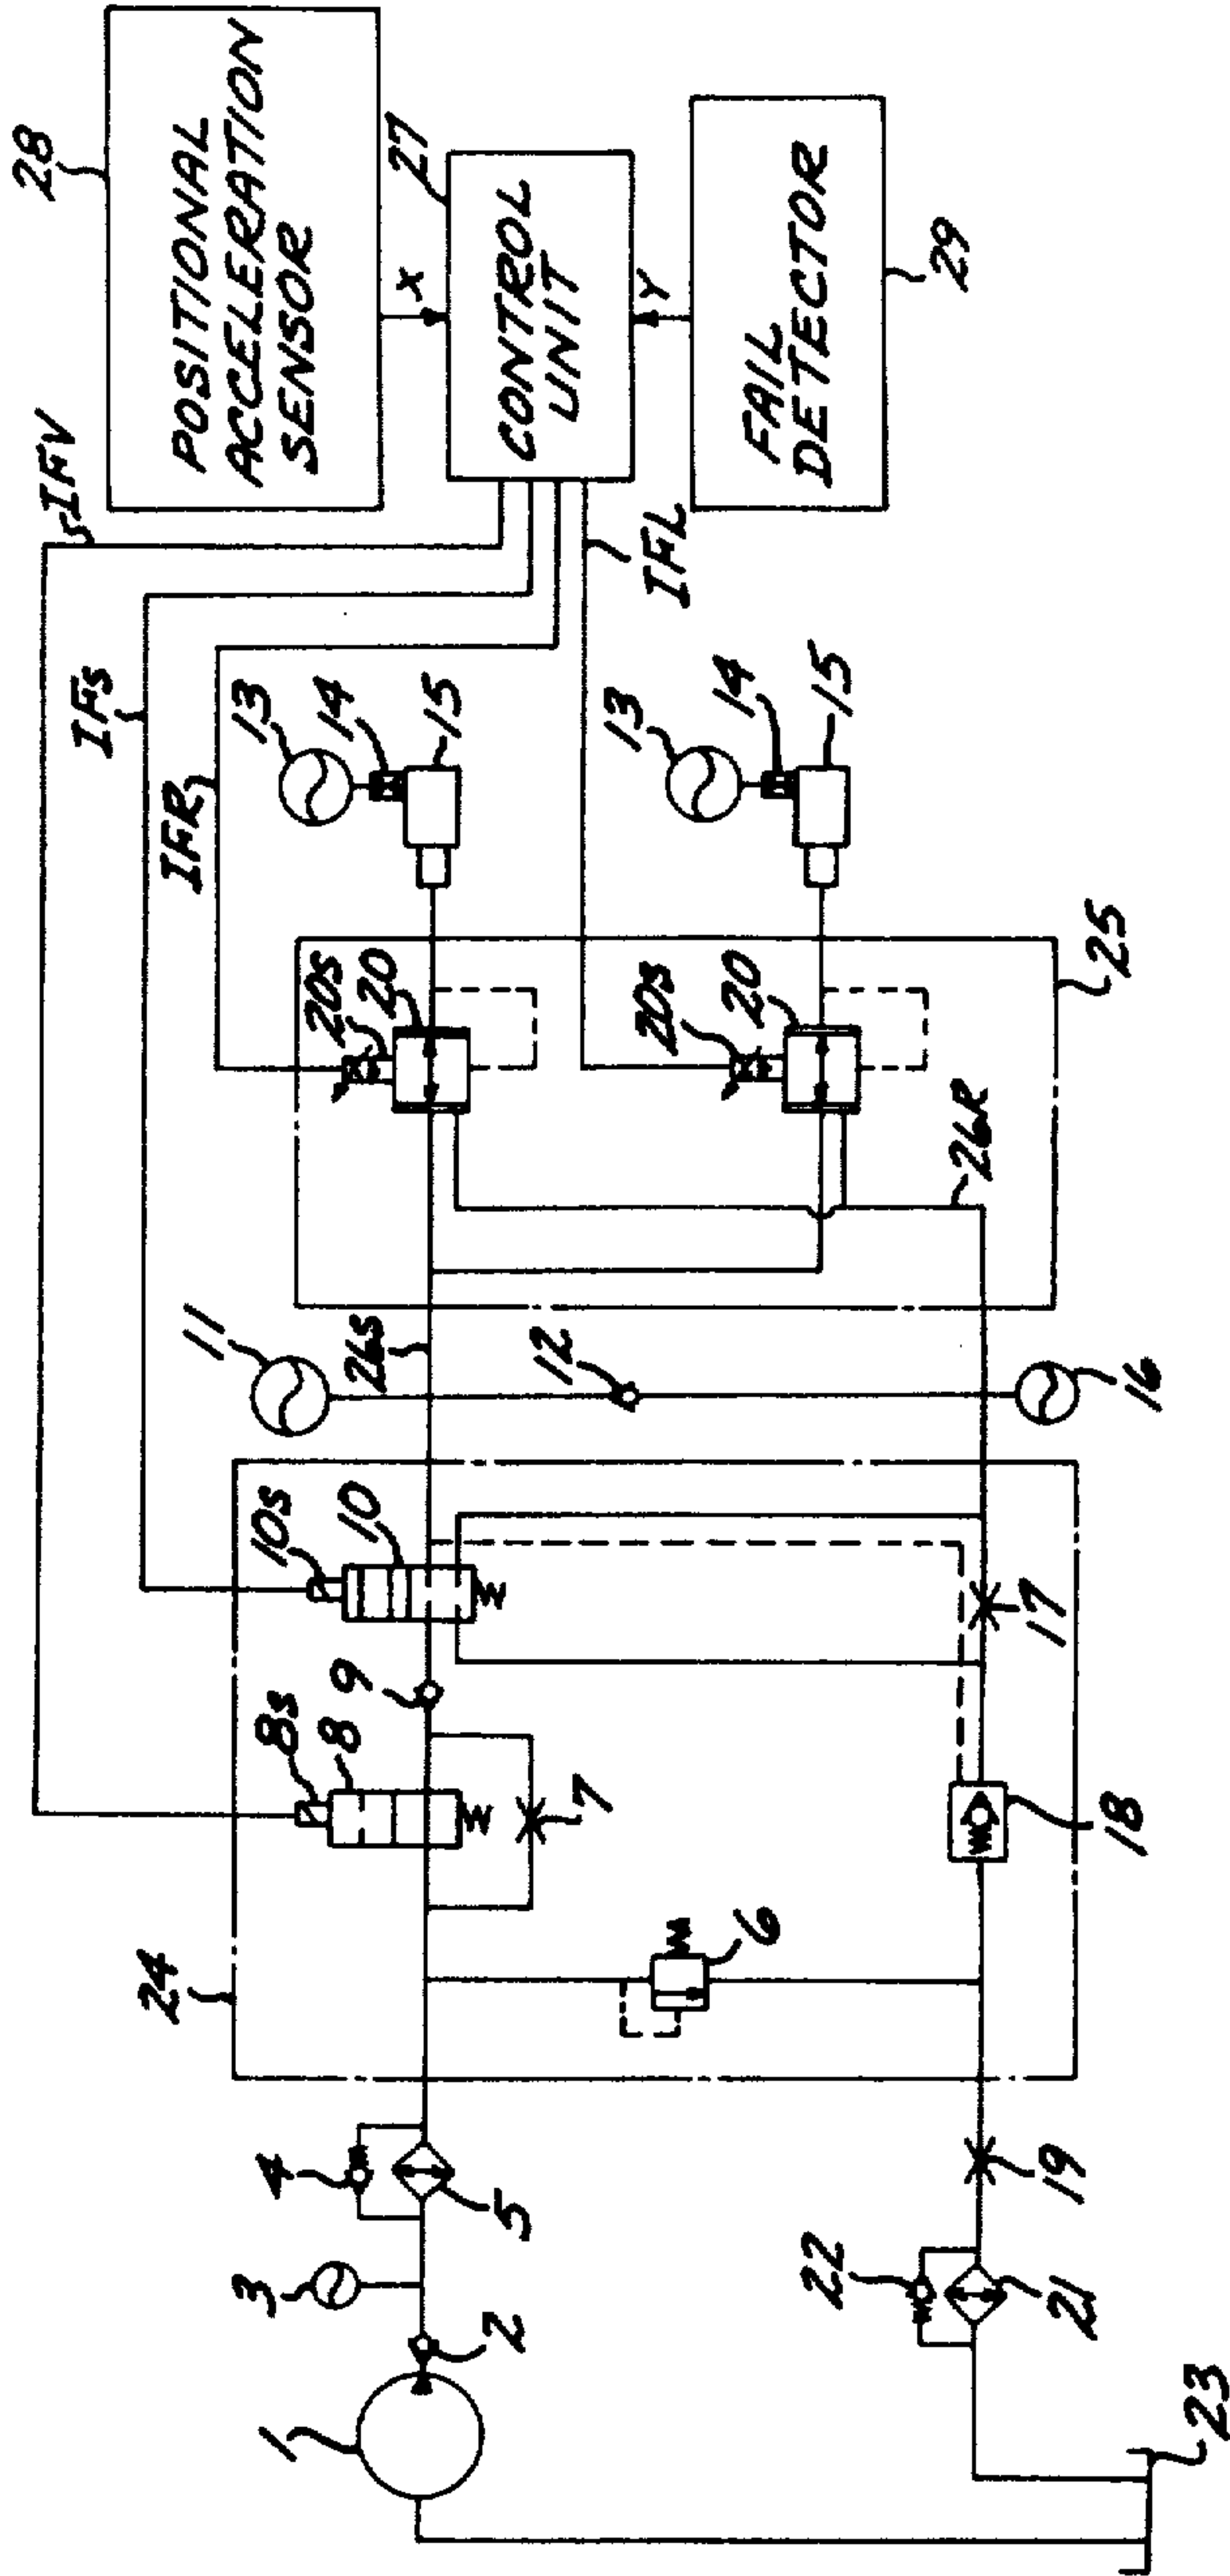 28
POSITIONAL
ACCELERATION
SENSOR
X
27
CONTROL
UNIT
Y
FAIL
DETECTOR
29
IFV
IFS
IFR
IFL
13
14
15
13
14
15
20S
20
20S
20
25
26R
26S
11
12
16
24
10S
10
9
8S
8
7
17
18
6
4
5
3
2
1
19
22
21
23